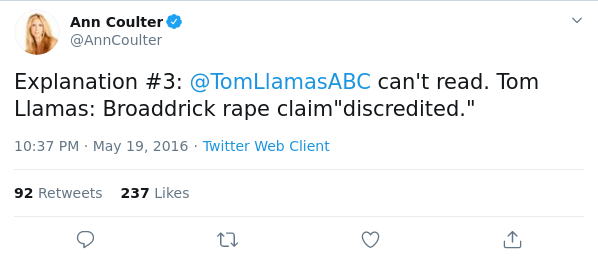 Ann Coulter
@AnnCoulter
Explanation #3: @TomLlamasABC can't read. Tom
Llamas: Broaddrick rape claim"discredited."
10:37 PM · May 19, 2016 · Twitter Web Client
92 Retweets 237 Likes